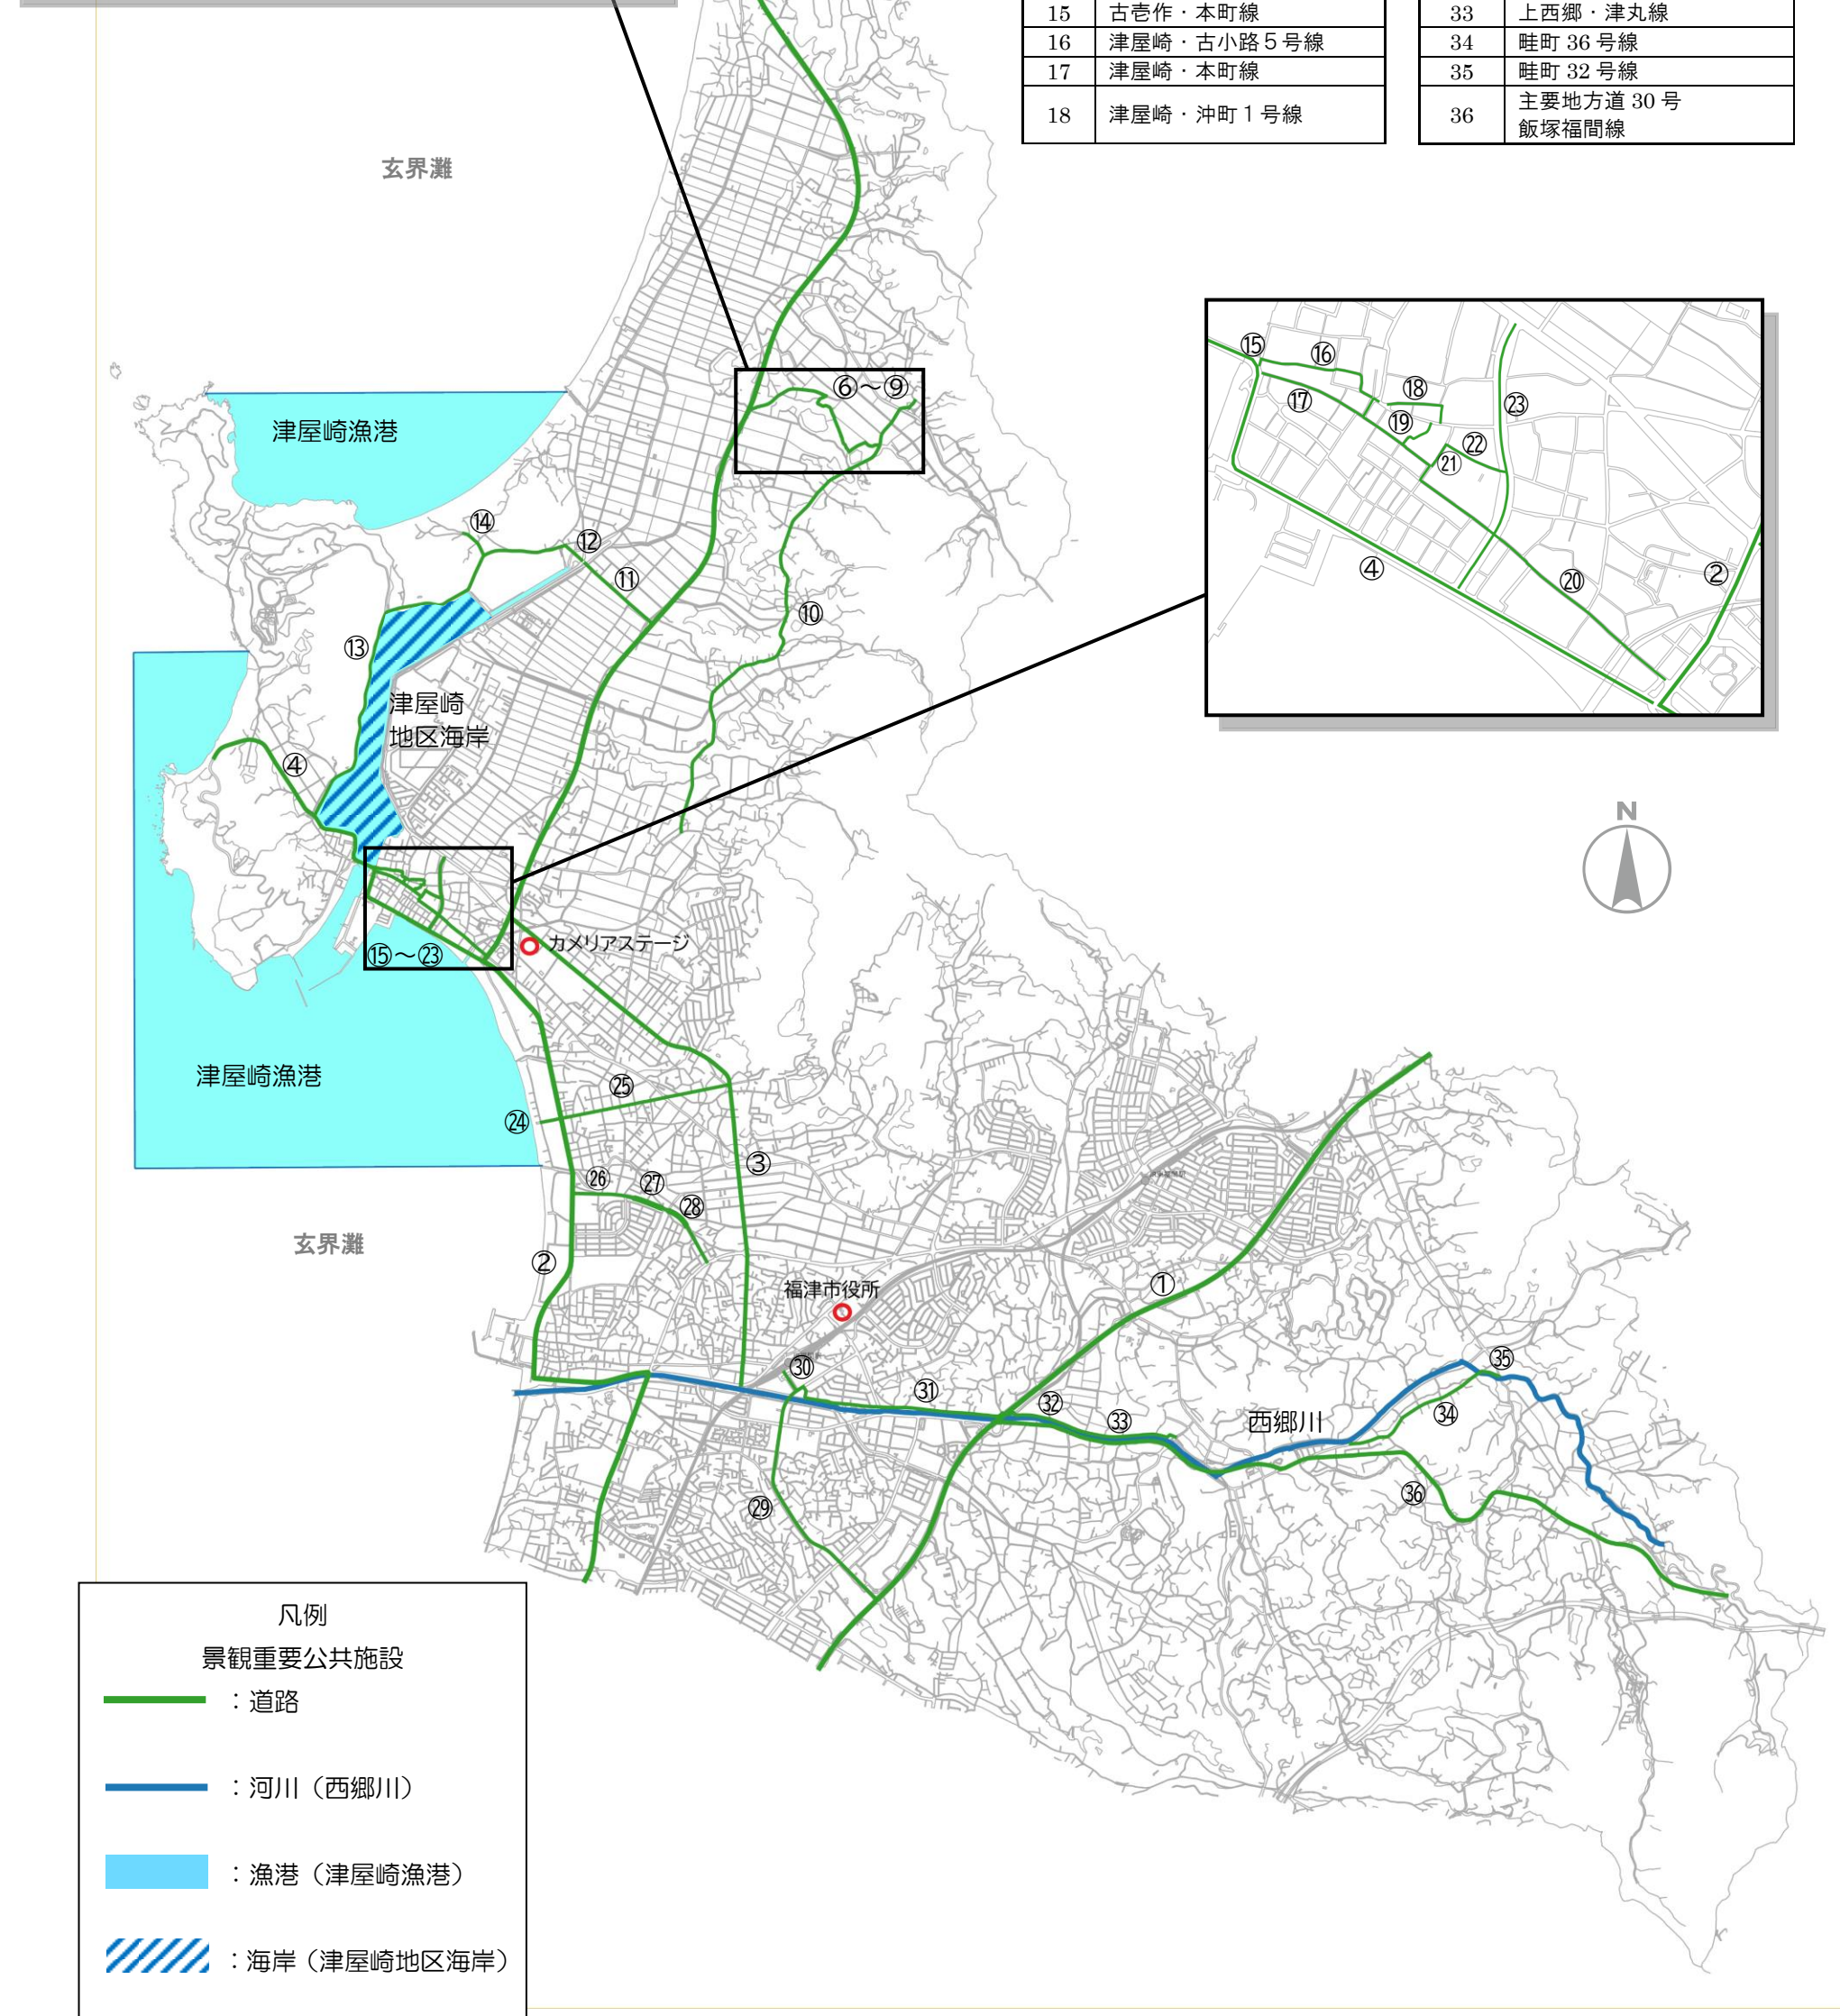 15 古壱作・本町線
16 津屋崎・古小路５号線
17 津屋崎・本町線
18 津屋崎・沖町１号線
33 上西郷・津丸線
34 畦町 36 号線
35 畦町 32 号線
36 主要地方道 30 号
飯塚福間線
玄界灘
⑮
⑯
⑰
⑱
⑲
㉓
㉒
㉑
④
⑳
②
⑥～⑨
津屋崎漁港
⑭
⑫
⑪
⑩
⑬
津屋崎
地区海岸
④
N
⑮～㉓
カメリアステージ
津屋崎漁港
㉕
㉔
③
㉖
㉗
㉘
玄界灘
②
福津市役所
①
㉚
㉛
㉜
㉝
西郷川
㉟
㉞
㊱
㉙
凡例
景観重要公共施設
：道路
：河川（西郷川）
：漁港（津屋崎漁港）
：海岸（津屋崎地区海岸）